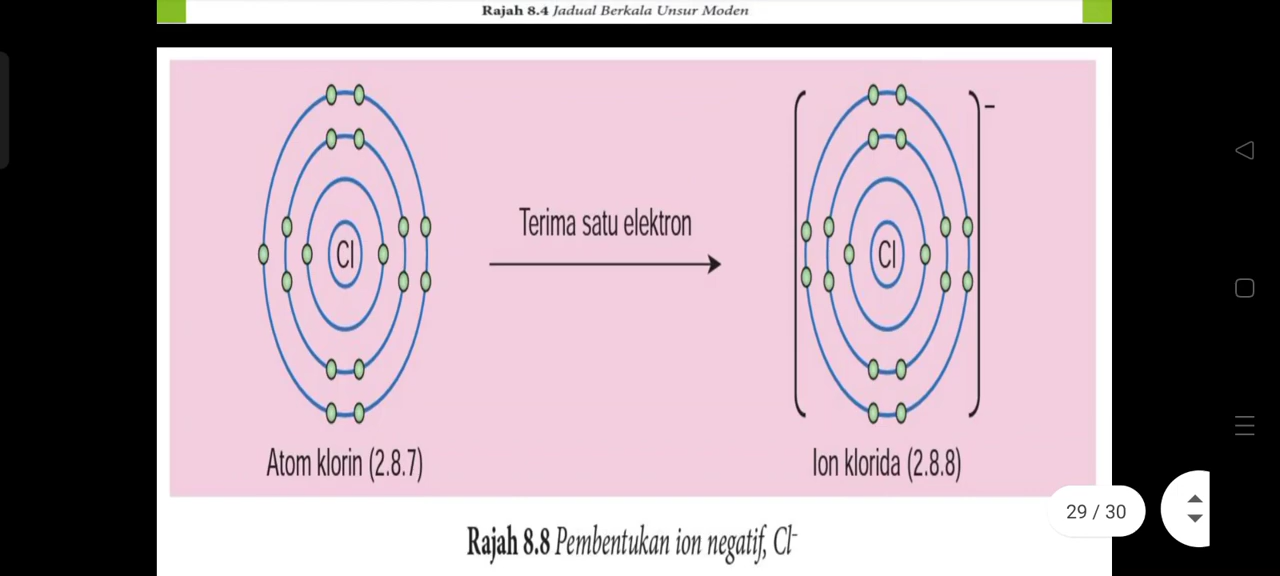 Rajah 8.4 Jadual Berkala Unsur Moden
Cl
Terima satu elektron
Cl
−
Atom klorin (2.8.7)
Ion klorida (2.8.8)
29 / 30
Rajah 8.8 Pembentukan ion negatif, Cl⁻